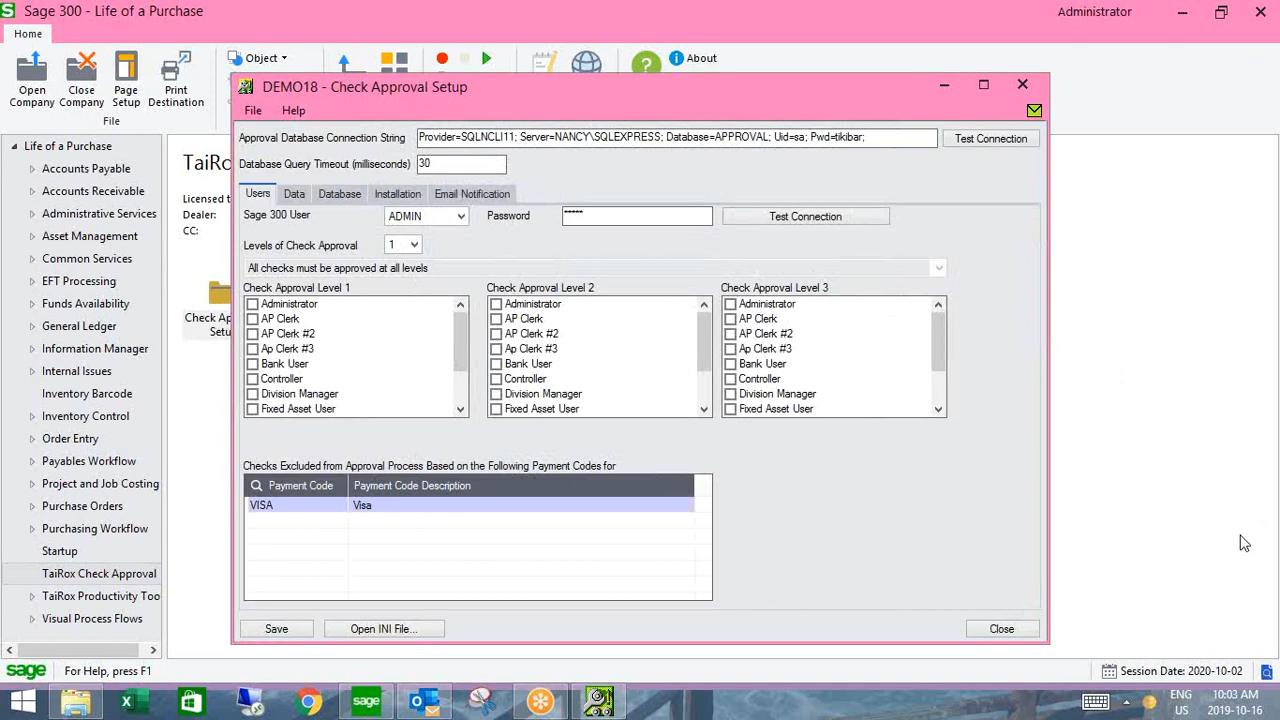 Sage 300 - Life of a Purchase
Administrator
Home
Object
About
Open Company
Close Company
Page Setup
Print Destination
File
DEMO18 - Check Approval Setup
File Help
Approval Database Connection String
Provider=SQLNCLI11; Server=NANCY\SQLEXPRESS; Database=APPROVAL; Uid=sa; Pwd=tikibar;
Test Connection
Database Query Timeout (milliseconds)
30
Users Data Database Installation Email Notification
Sage 300 User
ADMIN
Password
*****
Test Connection
Levels of Check Approval
1
All checks must be approved at all levels
Check Approval Level 1
Administrator
AP Clerk
AP Clerk #2
Ap Clerk #3
Bank User
Controller
Division Manager
Fixed Asset User
Check Approval Level 2
Administrator
AP Clerk
AP Clerk #2
Ap Clerk #3
Bank User
Controller
Division Manager
Fixed Asset User
Check Approval Level 3
Administrator
AP Clerk
AP Clerk #2
Ap Clerk #3
Bank User
Controller
Division Manager
Fixed Asset User
Checks Excluded from Approval Process Based on the Following Payment Codes for
Payment Code Payment Code Description
VISA Visa
Save
Open INI File...
Close
Life of a Purchase
Accounts Payable
Accounts Receivable
Administrative Services
Asset Management
Common Services
EFT Processing
Funds Availability
General Ledger
Information Manager
Internal Issues
Inventory Barcode
Inventory Control
Order Entry
Payables Workflow
Project and Job Costing
Purchase Orders
Purchasing Workflow
Startup
TaiRox Check Approval
TaiRox Productivity Too
Visual Process Flows
TaiRo
Licensed t
Dealer:
CC:
Check Ap
Setu
sage
For Help, press F1
Session Date: 2020-10-02
sage
ENG
US
10:03 AM
2019-10-16